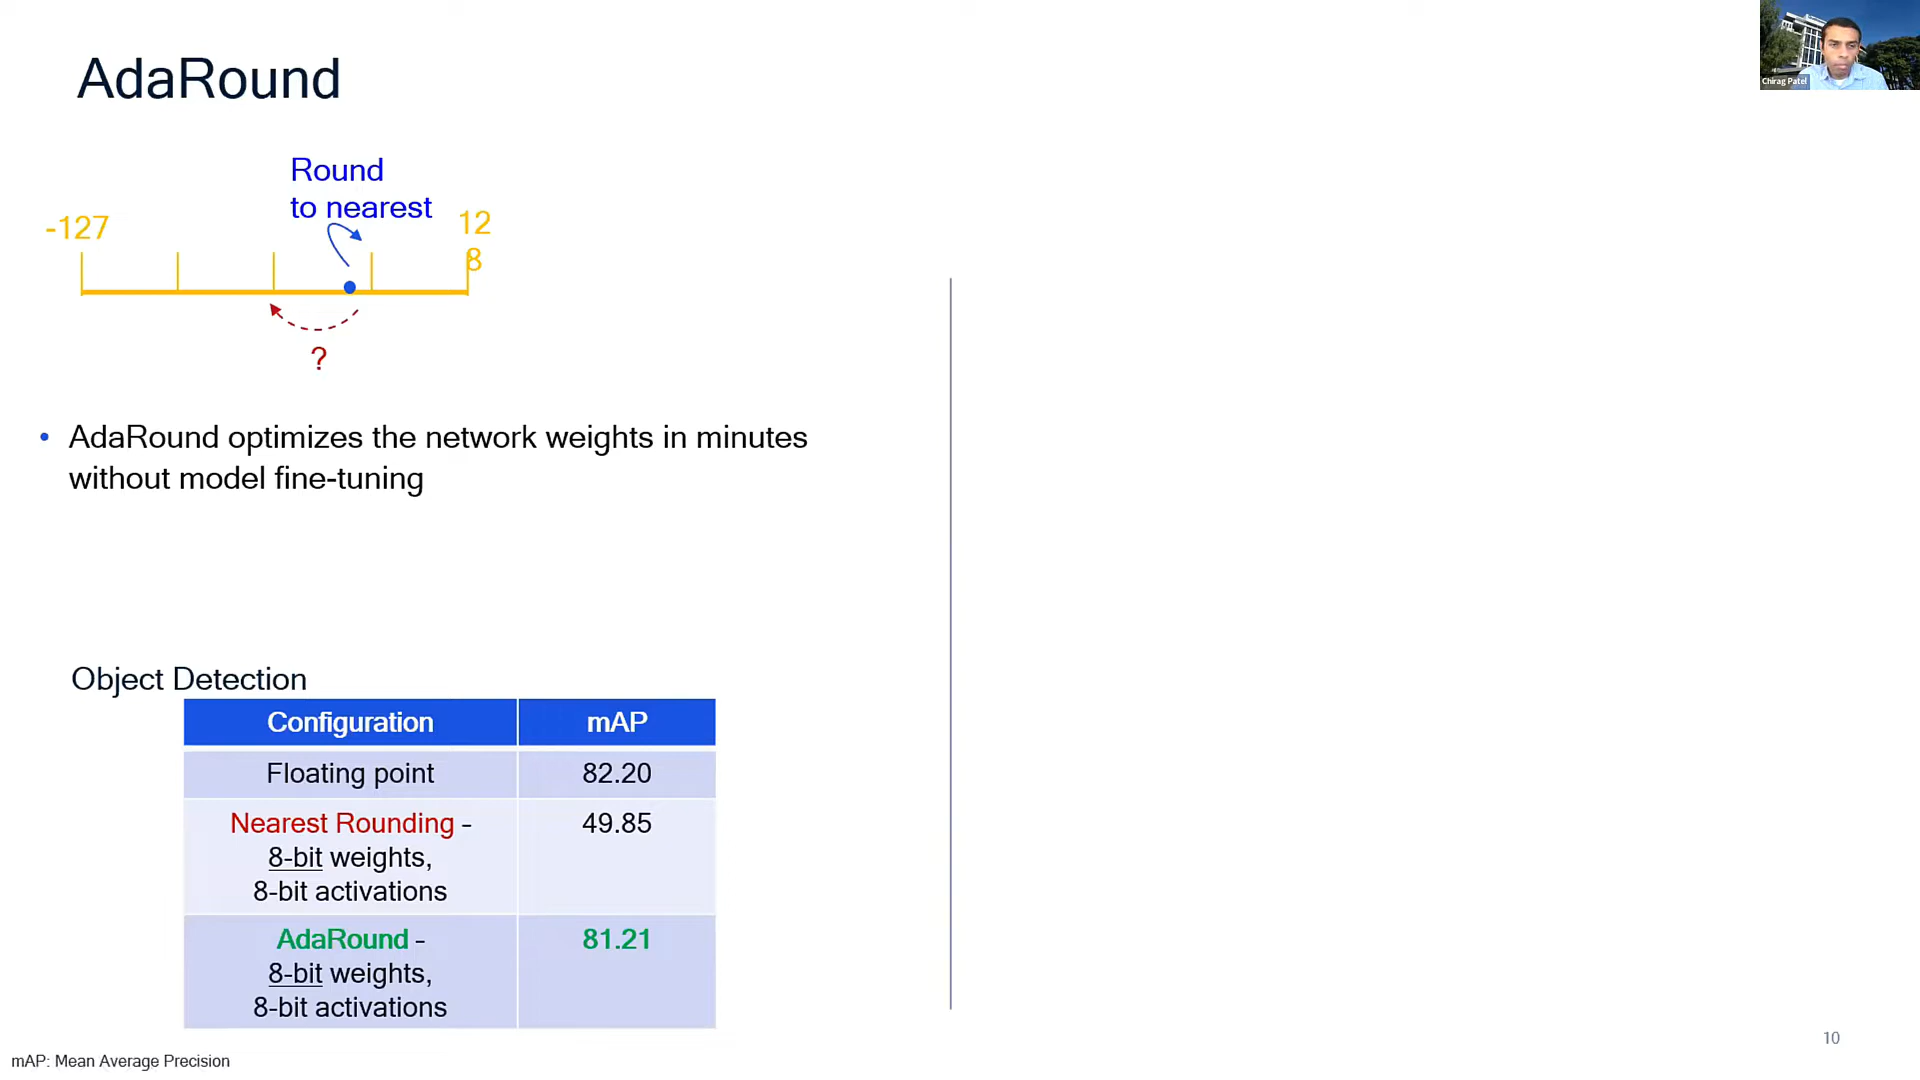 AdaRound
Chirag Patel
Round
to nearest
-127
12
8
?
• AdaRound optimizes the network weights in minutes
without model fine-tuning
Object Detection
Configuration mAP
Floating point 82.20
Nearest Rounding - 49.85
8-bit weights,
8-bit activations
AdaRound - 81.21
8-bit weights,
8-bit activations
10
mAP: Mean Average Precision